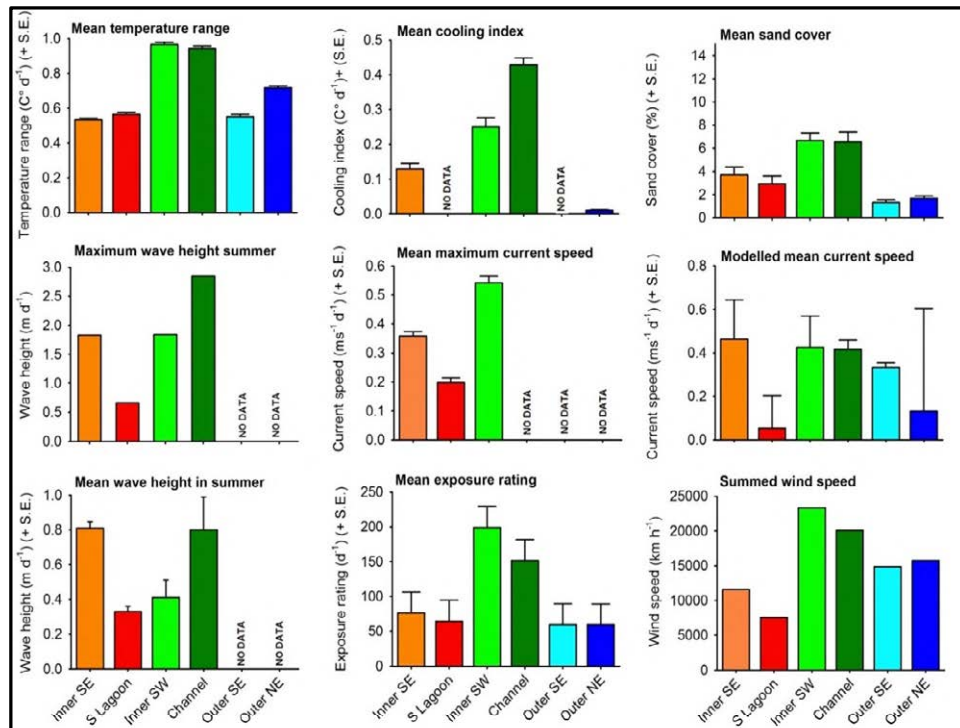 Mean temperature range
Temperature range (C° d⁻¹) (+ S.E.)
1.0
0.8
0.6
0.4
0.2
0.0
Mean cooling index
Cooling index (C° d⁻¹)+ (S.E.)
0.5
0.4
0.3
0.2
0.1
0.0
NO DATA
NO DATA
Mean sand cover
Sand cover (%) (+ S.E.)
14
12
10
8
6
4
2
0
Maximum wave height summer
Wave height (m d⁻¹)
3.0
2.5
2.0
1.5
1.0
0.5
0.0
NO DATA
NO DATA
Mean maximum current speed
Current speed (ms⁻¹ d⁻¹) (+ S.E.)
0.6
0.5
0.4
0.3
0.2
0.1
0.0
NO DATA
NO DATA
NO DATA
Modelled mean current speed
Current speed (ms⁻¹ d⁻¹) (+ S.E.)
0.8
0.6
0.4
0.2
0.0
Mean wave height in summer
Wave height (m d⁻¹) (+ S.E.)
1.0
0.8
0.6
0.4
0.2
0.0
NO DATA
NO DATA
Inner SE
S Lagoon
Inner SW
Channel
Outer SE
Outer NE
Mean exposure rating
Exposure rating (d⁻¹) (+ S.E.)
250
200
150
100
50
0
Inner SE
S Lagoon
Inner SW
Channel
Outer SE
Outer NE
Summed wind speed
Wind speed (km h⁻¹)
25000
20000
15000
10000
5000
0
Inner SE
S Lagoon
Inner SW
Channel
Outer SE
Outer NE